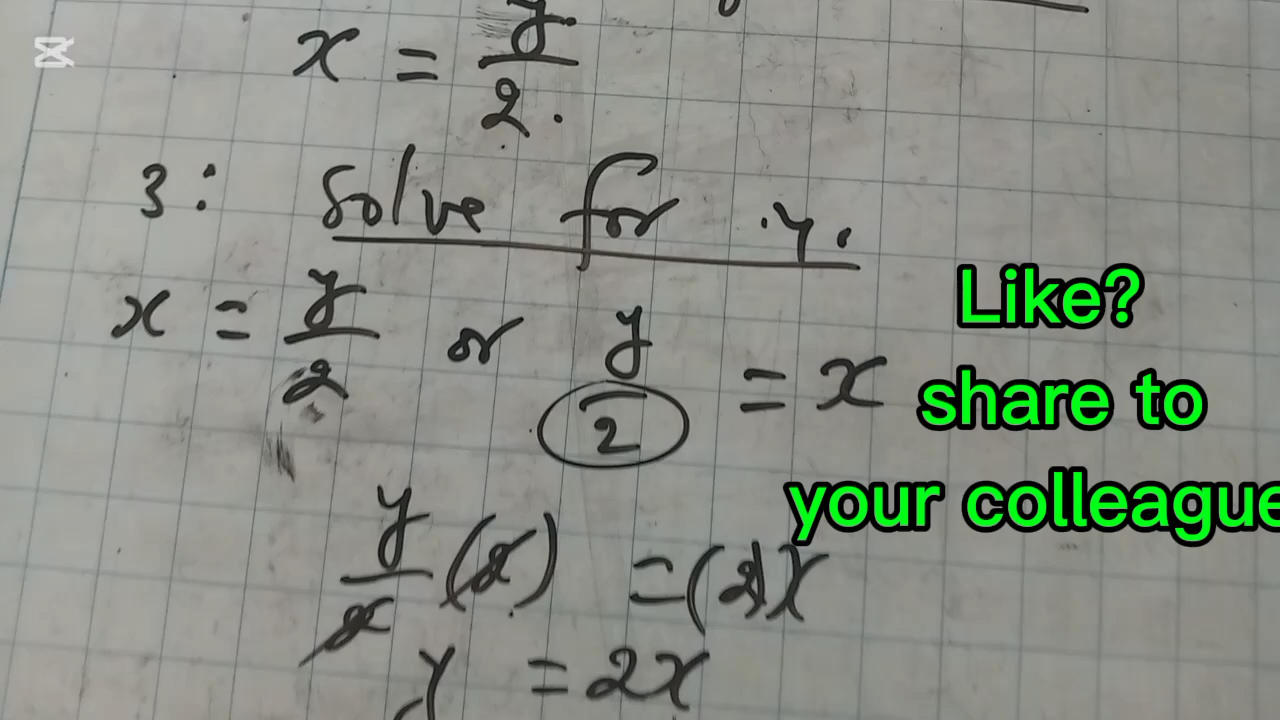 x = y/2.
3: Solve for y.
x = y/2 or y/2 = x
y/2 (2) = (2)x
y = 2x
Like?
share to
your colleague